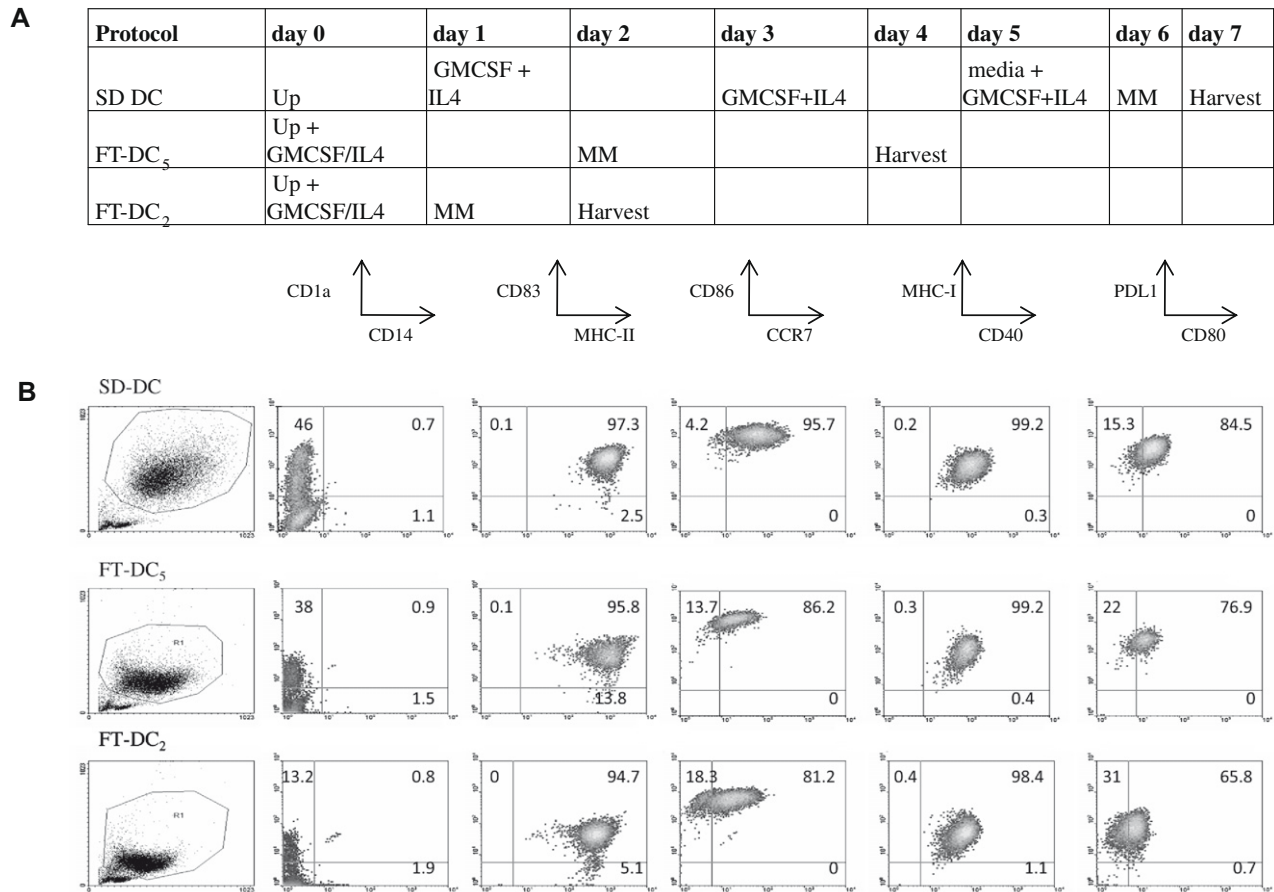 A
Protocol day 0 day 1 day 2 day 3 day 4 day 5 day 6 day 7
GMCSF + media +
SD DC Up IL4 GMCSF+IL4 GMCSF+IL4 MM Harvest
Up +
FT-DC5 GMCSF/IL4 MM Harvest
Up +
FT-DC2 GMCSF/IL4 MM Harvest
CD1a CD83 CD86 MHC-I PDL1
CD14 MHC-II CCR7 CD40 CD80
B
SD-DC
46 0.7 0.1 97.3 4.2 95.7 0.2 99.2 15.3 84.5
1.1 2.5 0 0.3 0
0 1023
FT-DC5
38 0.9 0.1 95.8 13.7 86.2 0.3 99.2 22 76.9
R1
1.5 13.8 0 0.4 0
0 1023
FT-DC2
13.2 0.8 0 94.7 18.3 81.2 0.4 98.4 31 65.8
R1
1.9 5.1 0 1.1 0.7
0 1023